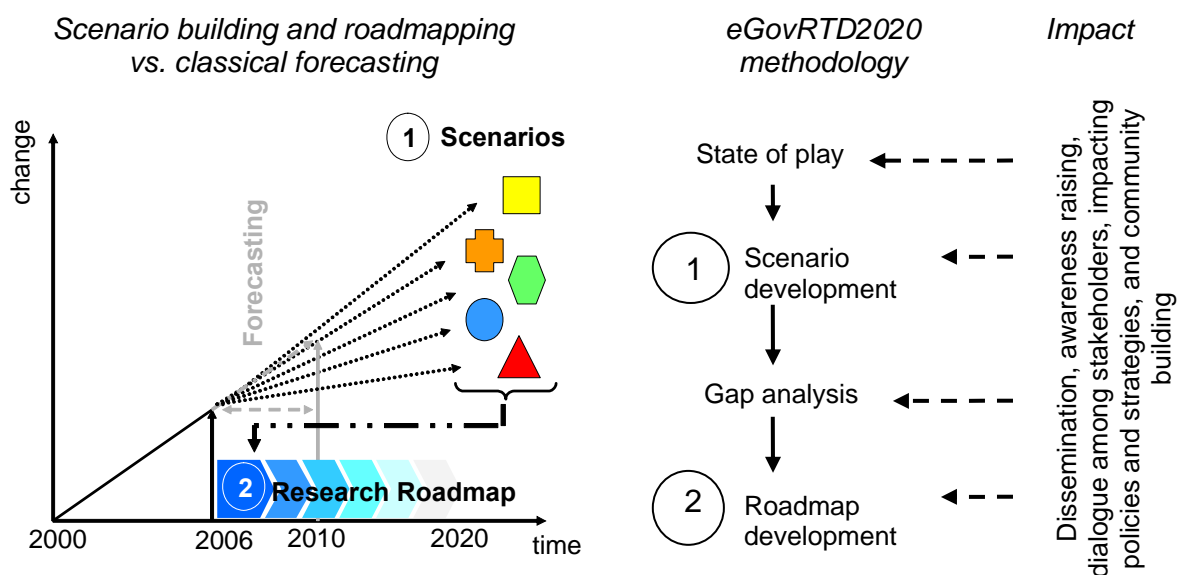 Scenario building and roadmapping
vs. classical forecasting
change
1 Scenarios
Forecasting
2 Research Roadmap
2000
2006
2010
2020
time
eGovRTD2020
methodology
State of play
1
Scenario
development
Gap analysis
2
Roadmap
development
Impact
Dissemination, awareness raising,
dialogue among stakeholders, impacting
policies and strategies, and community
building